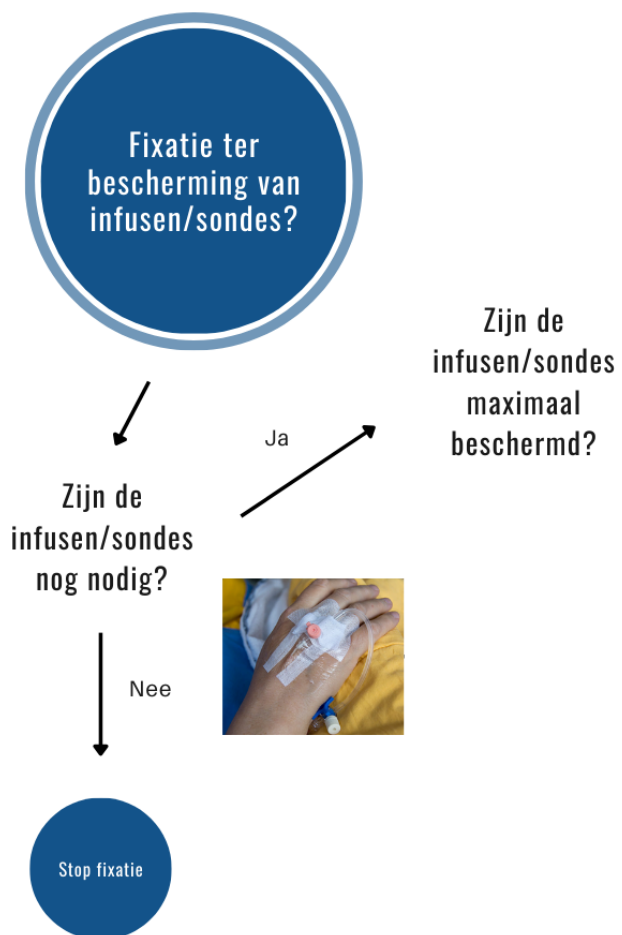 Fixatie ter
bescherming van
infusen/sondes?
Zijn de
infusen/sondes
maximaal
beschermd?
Ja
Zijn de
infusen/sondes
nog nodig?
Nee
Stop fixatie